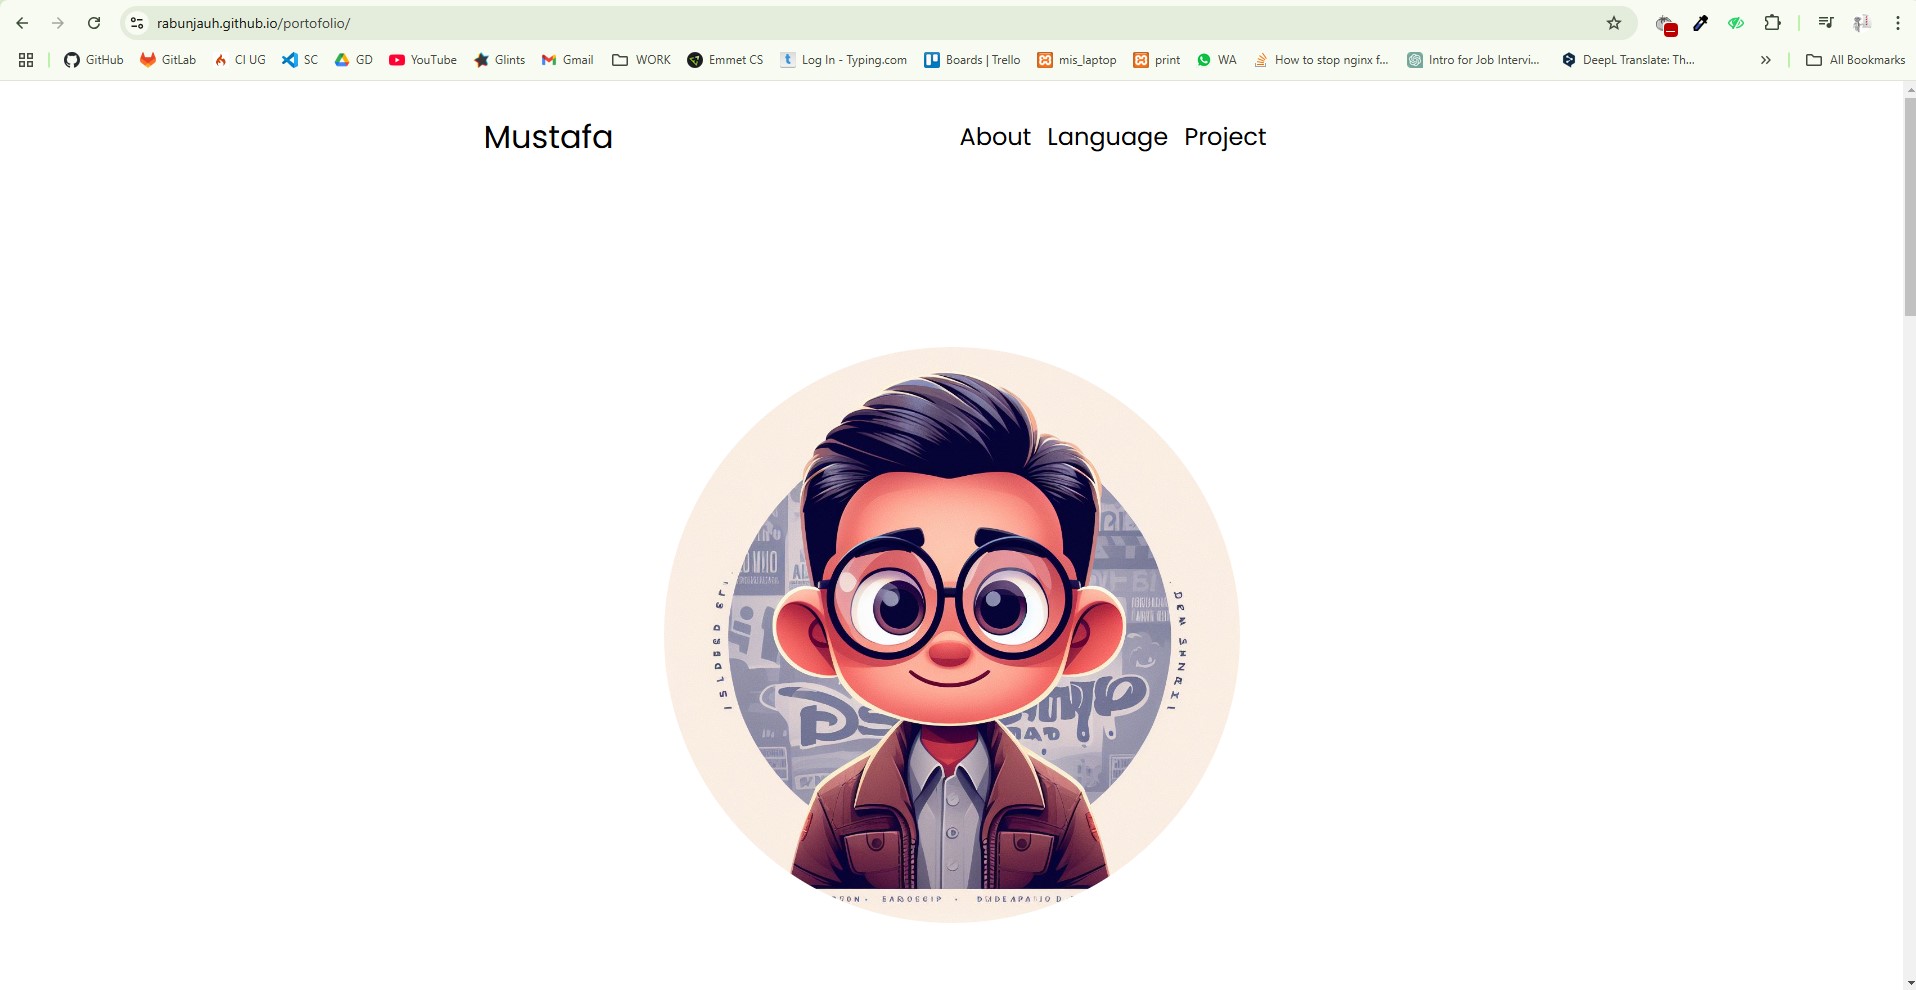 rabunjauh.github.io/portofolio/
GitHub GitLab CI UG SC GD YouTube Glints Gmail WORK Emmet CS Log In - Typing.com Boards | Trello mis_laptop print WA How to stop nginx f... Intro for Job Intervi... DeepL Translate: Th... All Bookmarks
Mustafa About Language Project